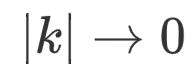 |k| → 0